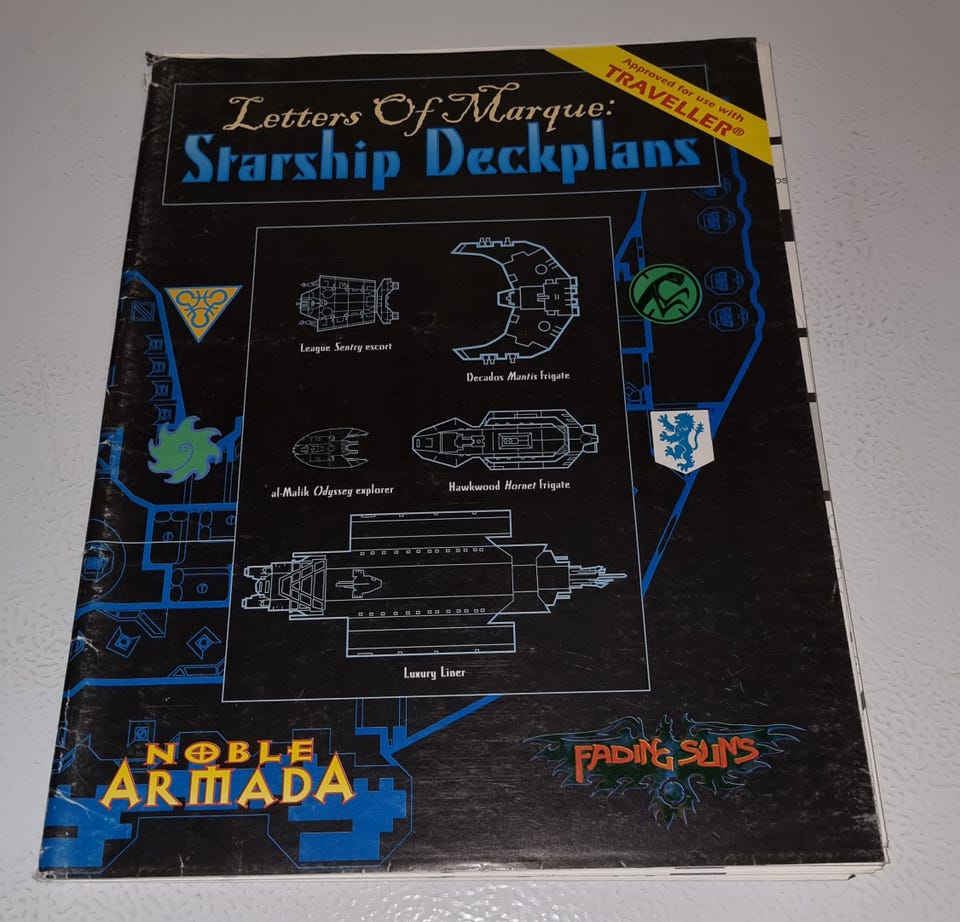 Approved for use with
TRAVELLER®
Letters Of Marque:
Starship Deckplans
League Sentry escort
Decados Mantis Frigate
al-Malik Odyssey explorer
Hawkwood Hornet Frigate
Luxury Liner
NOBLE
ARMADA
FADING SUNS